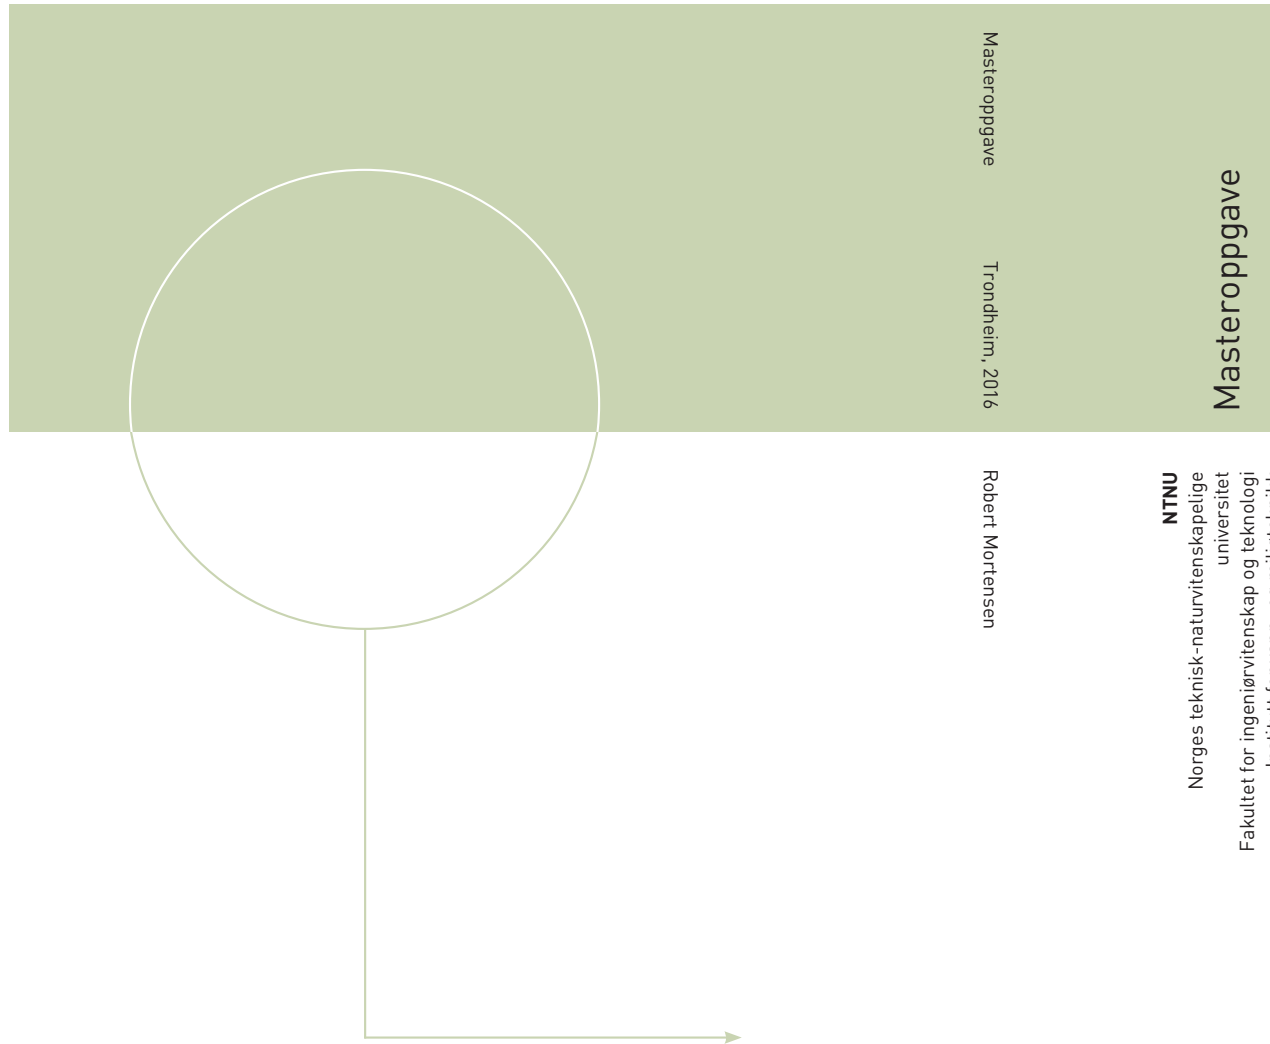 Masteroppgave
Trondheim, 2016
Robert Mortensen
Masteroppgave
NTNU
Norges teknisk-naturvitenskapelige
universitet
Fakultet for ingeniørvitenskap og teknologi